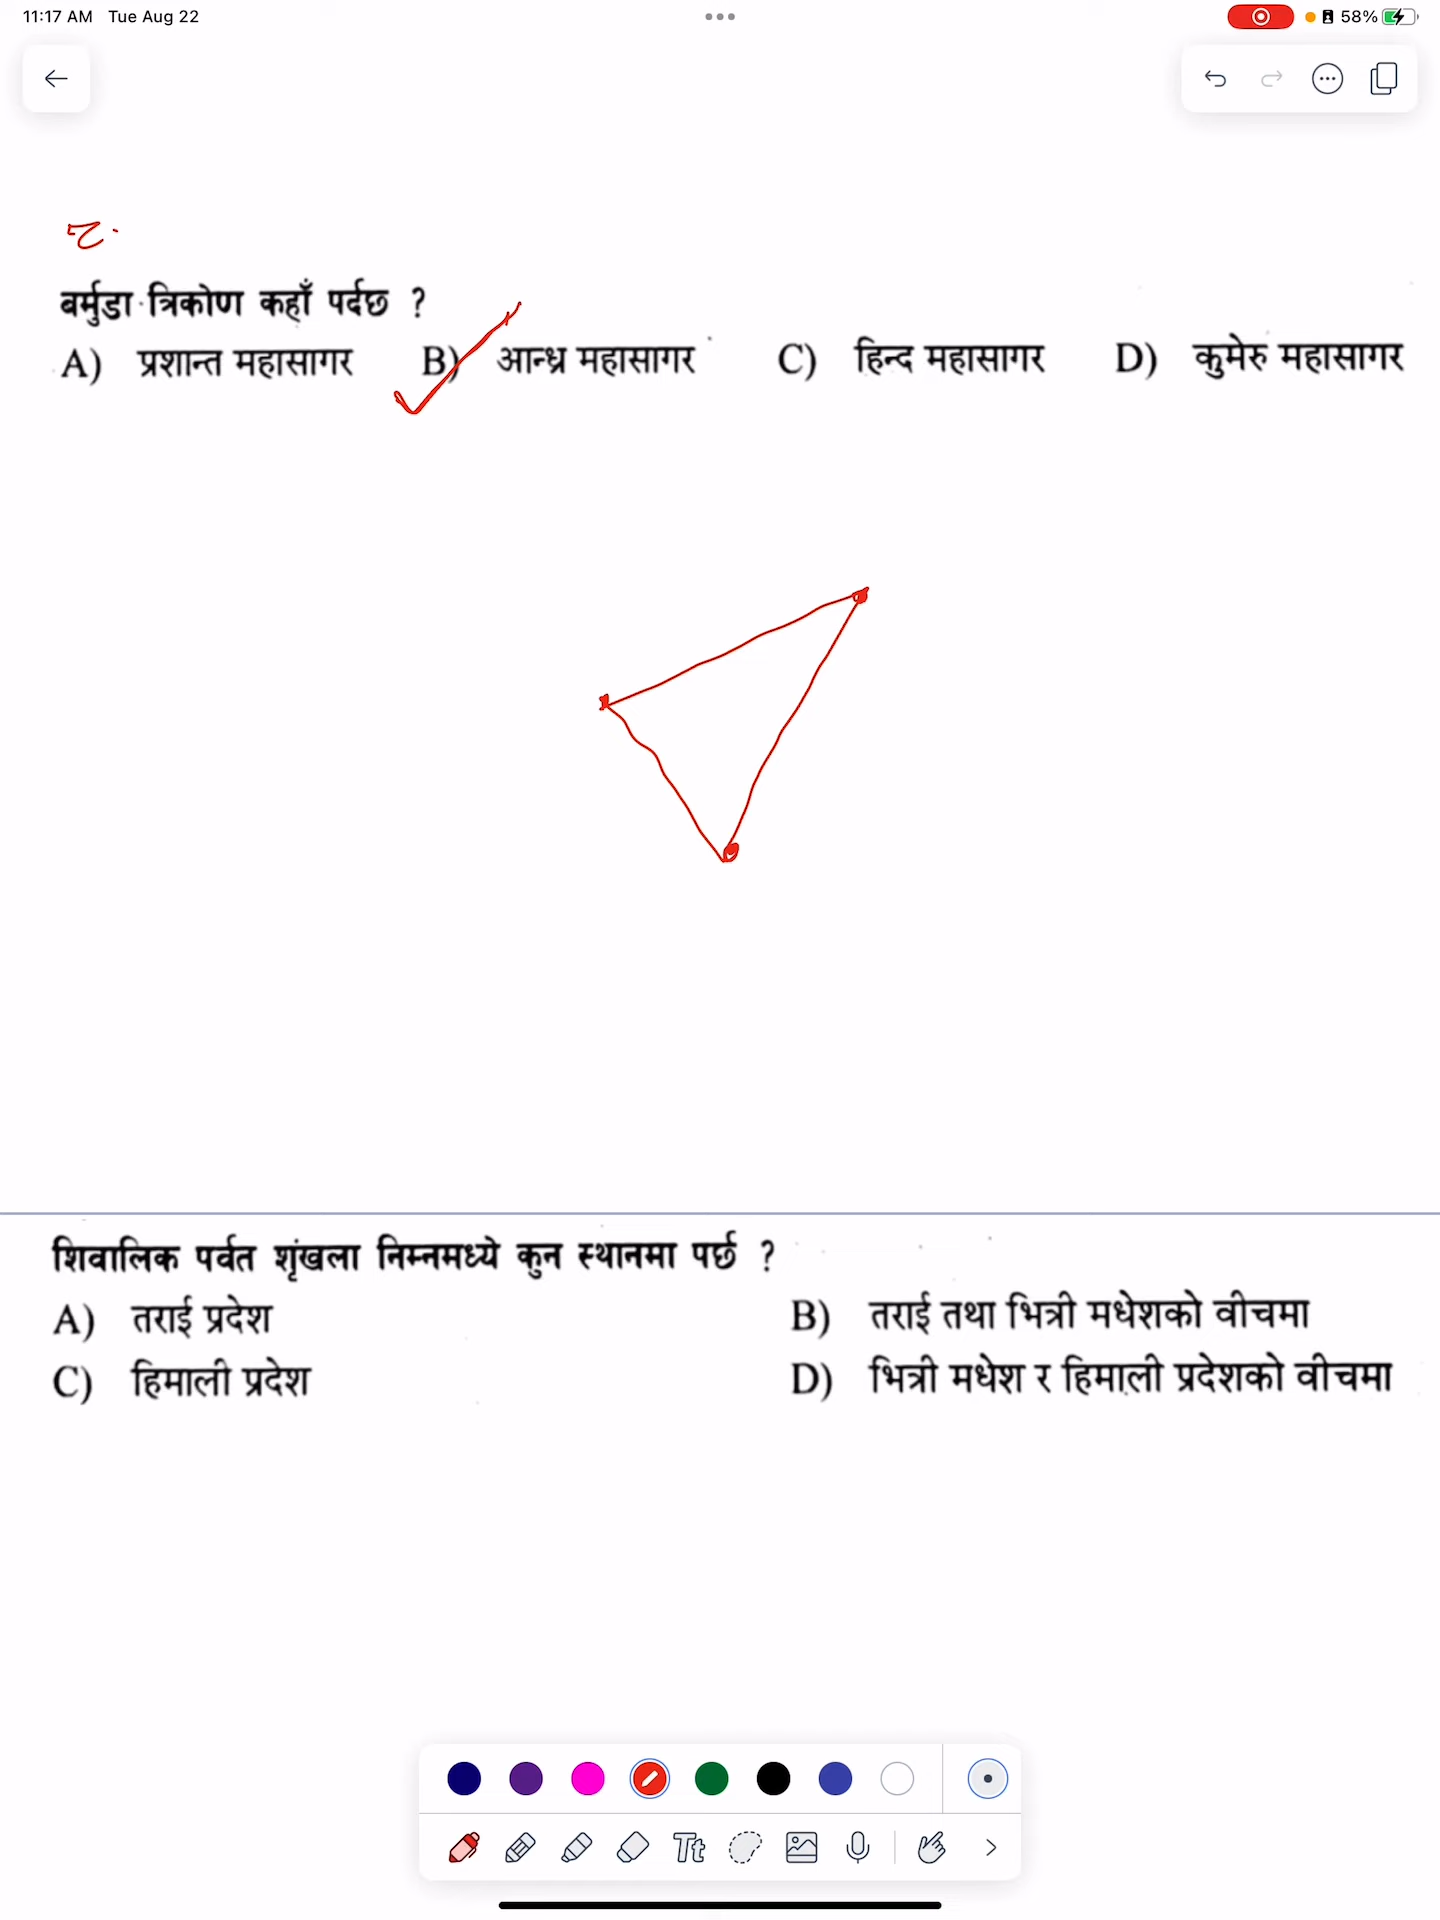 11:17 AM Tue Aug 22
58%
२.
बर्मुडा त्रिकोण कहाँ पर्दछ ?
A) प्रशान्त महासागर B) आन्ध्र महासागर C) हिन्द महासागर D) कुमेरु महासागर
शिवालिक पर्वत शृंखला निम्नमध्ये कुन स्थानमा पर्छ ?
A) तराई प्रदेश B) तराई तथा भित्री मधेशको वीचमा
C) हिमाली प्रदेश D) भित्री मधेश र हिमाली प्रदेशको वीचमा
Tt